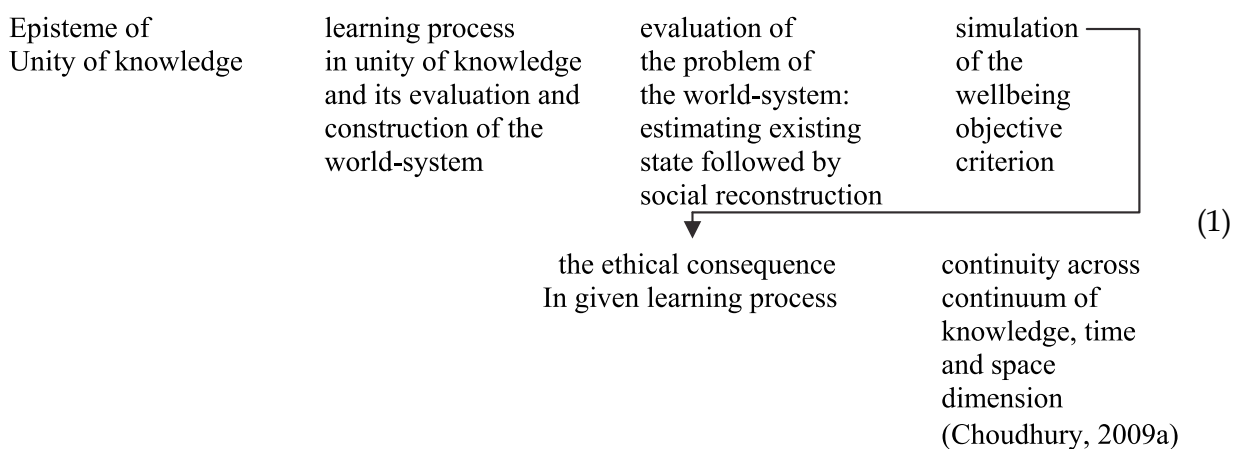 Episteme of
Unity of knowledge
learning process
in unity of knowledge
and its evaluation and
construction of the
world-system
evaluation of
the problem of
the world-system:
estimating existing
state followed by
social reconstruction
simulation
of the
wellbeing
objective
criterion
(1)
the ethical consequence
In given learning process
continuity across
continuum of
knowledge, time
and space
dimension
(Choudhury, 2009a)